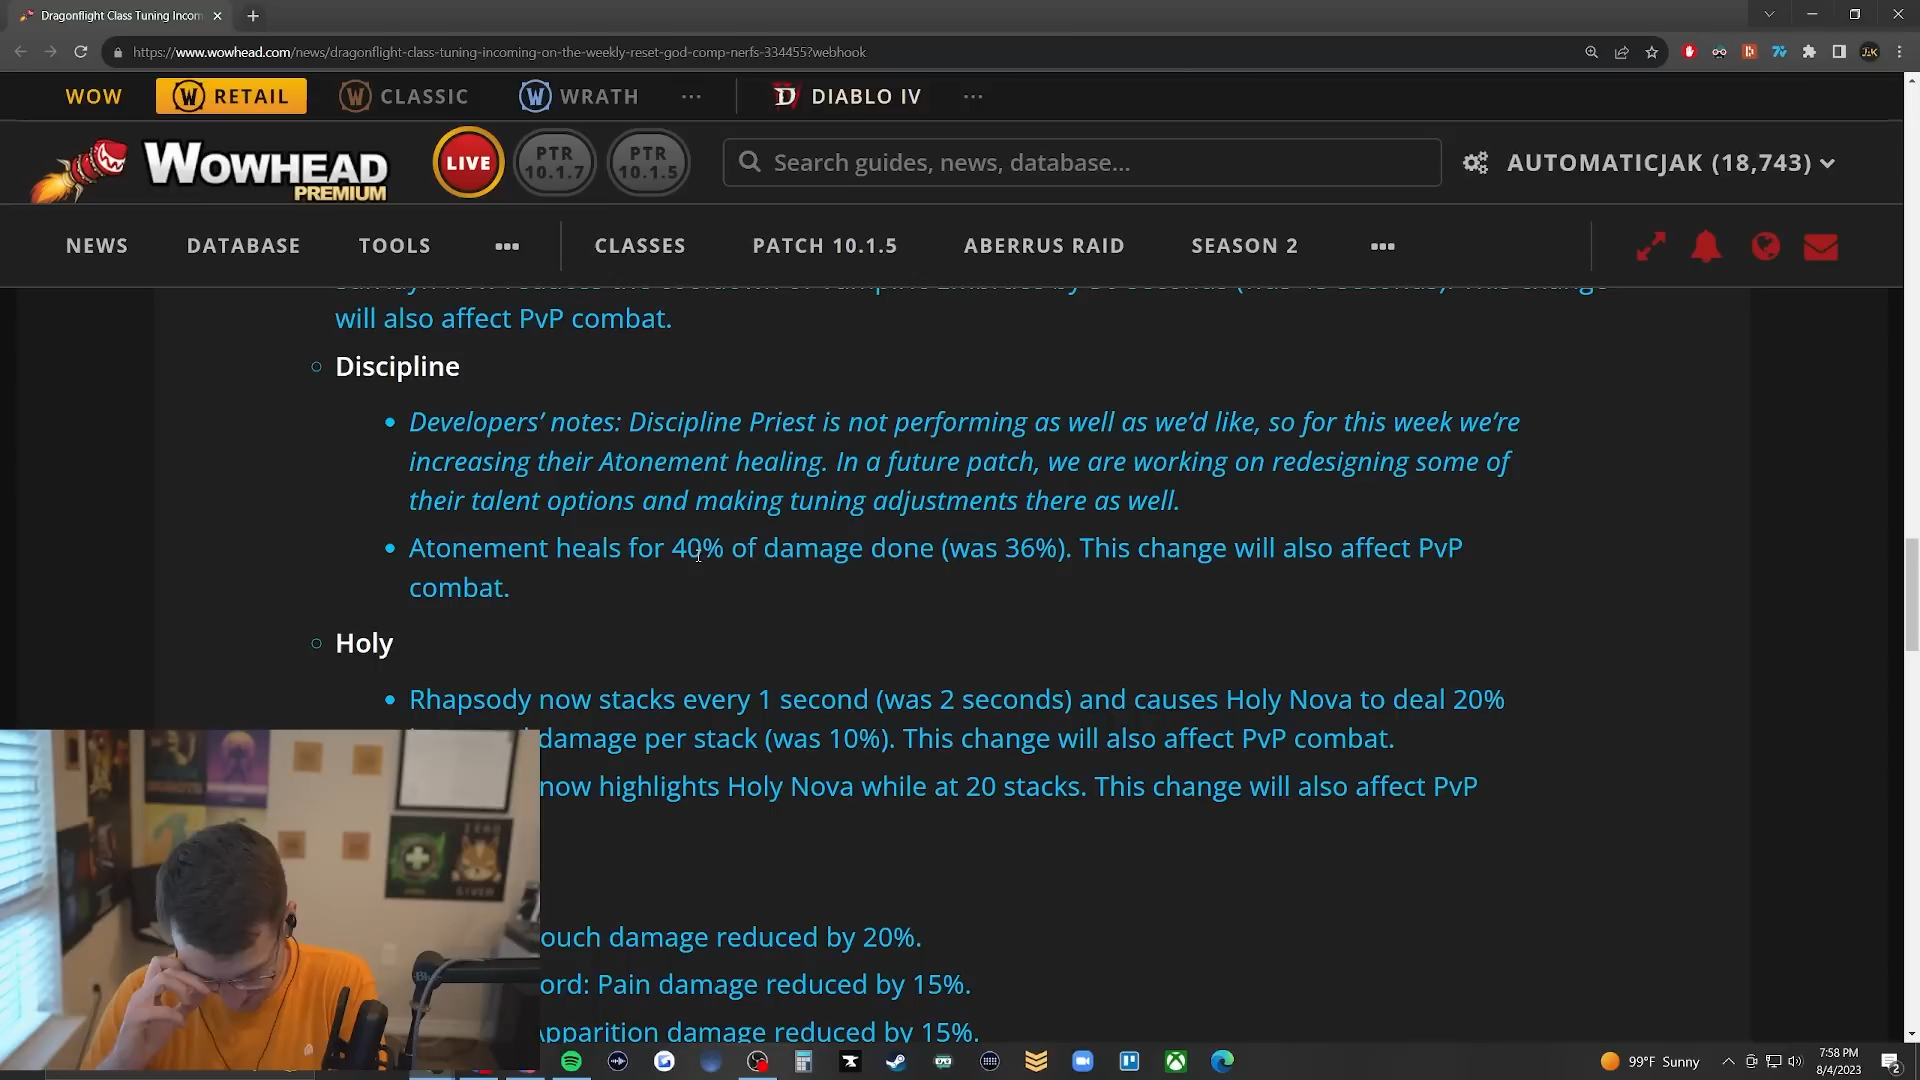 Dragonflight Class Tuning Incom
https://www.wowhead.com/news/dragonflight-class-tuning-incoming-on-the-weekly-reset-god-comp-nerfs-334455?webhook
WOW RETAIL CLASSIC WRATH ... DIABLO IV ...
WOWHEAD PREMIUM LIVE PTR 10.1.7 PTR 10.1.5 Search guides, news, database... AUTOMATICJAK (18,743)
NEWS DATABASE TOOLS ... CLASSES PATCH 10.1.5 ABERRUS RAID SEASON 2 ...
will also affect PvP combat.
Discipline
Developers’ notes: Discipline Priest is not performing as well as we’d like, so for this week we’re
increasing their Atonement healing. In a future patch, we are working on redesigning some of
their talent options and making tuning adjustments there as well.
Atonement heals for 40% of damage done (was 36%). This change will also affect PvP
combat.
Holy
Rhapsody now stacks every 1 second (was 2 seconds) and causes Holy Nova to deal 20%
damage per stack (was 10%). This change will also affect PvP combat.
now highlights Holy Nova while at 20 stacks. This change will also affect PvP
ouch damage reduced by 20%.
ord: Pain damage reduced by 15%.
Apparition damage reduced by 15%.
99°F Sunny
7:58 PM
8/4/2023